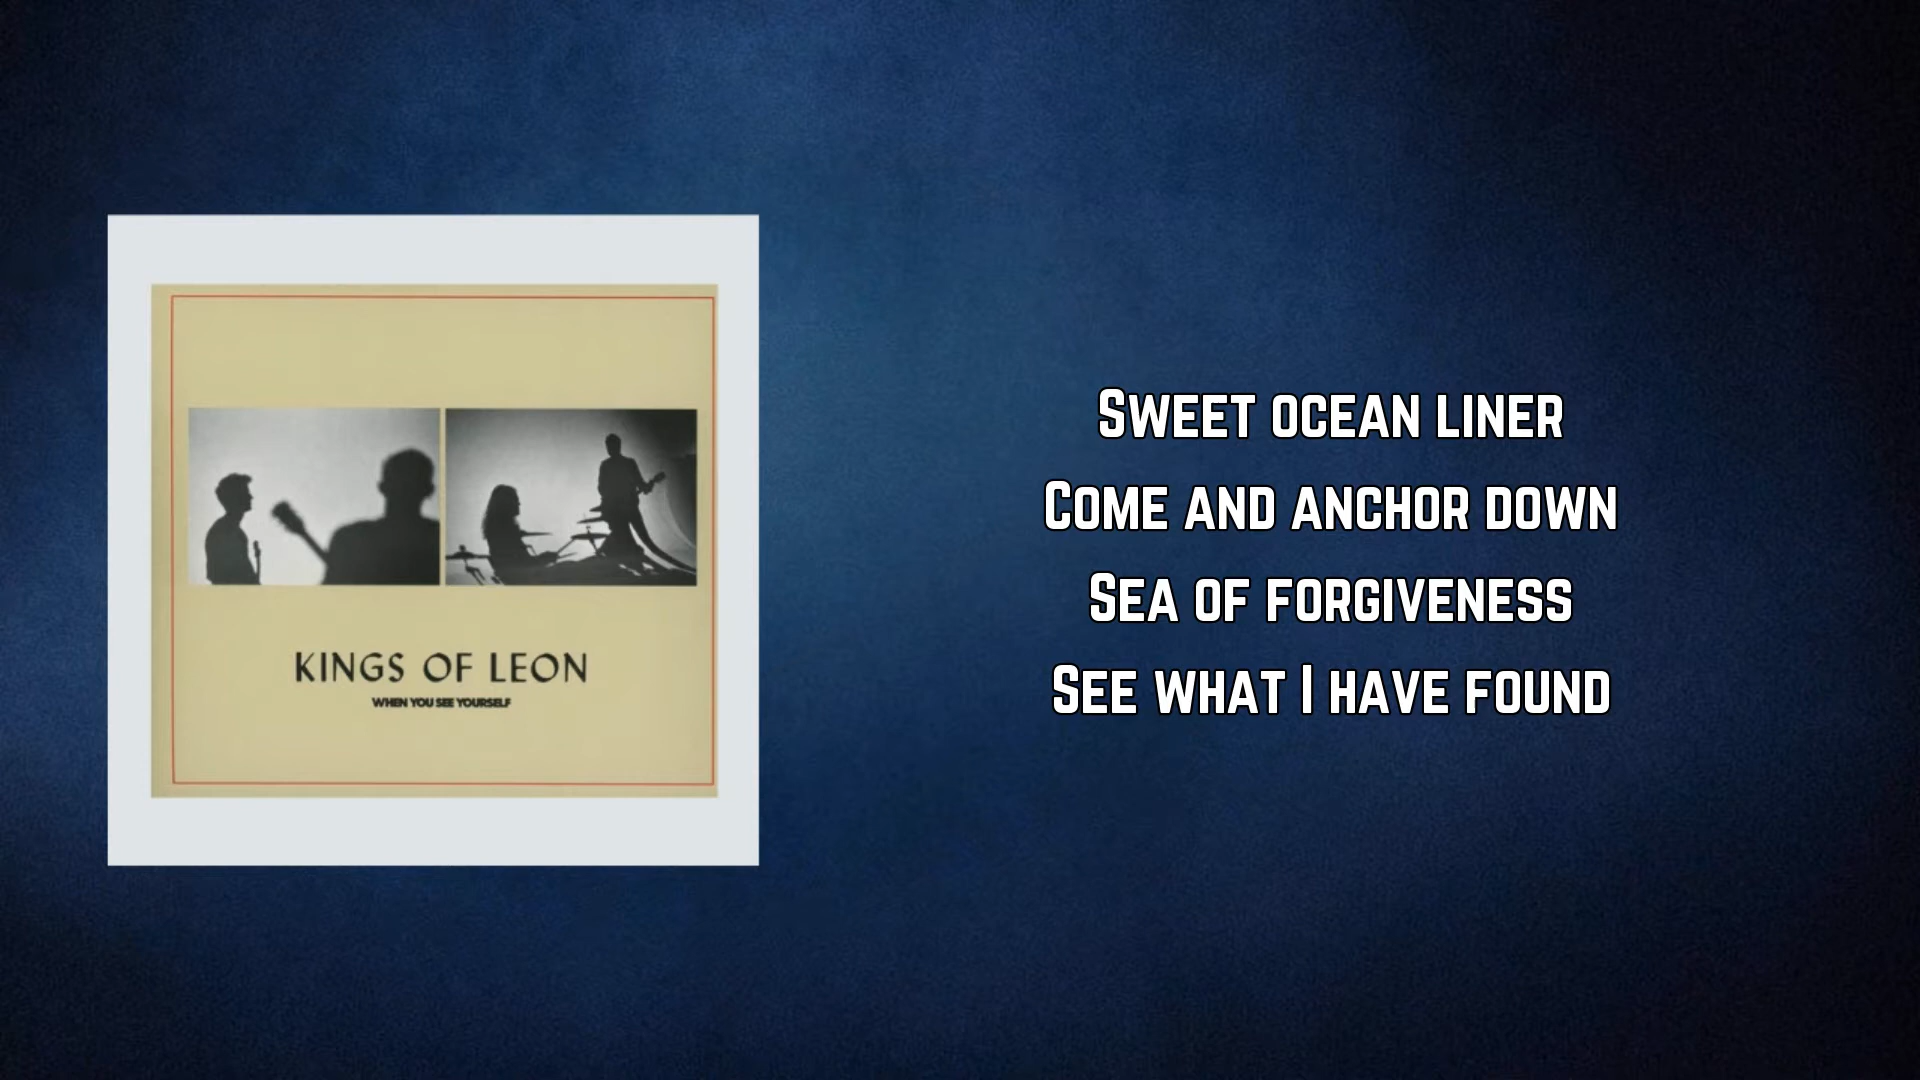 KINGS OF LEON
WHEN YOU SEE YOURSELF
Sweet ocean liner
Come and anchor down
Sea of forgiveness
See what I have found